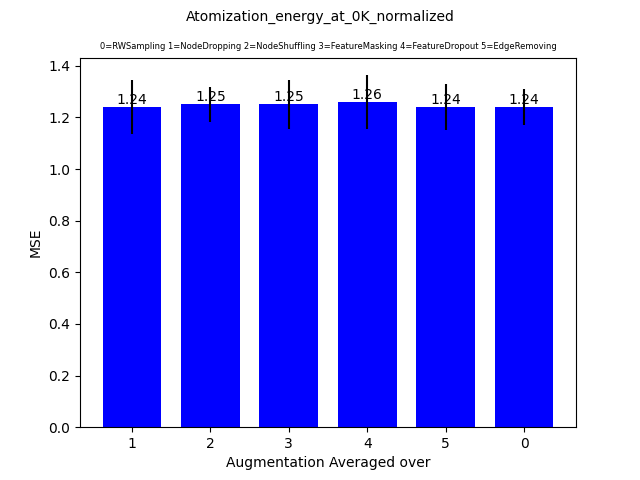 Atomization_energy_at_0K_normalized
0=RWSampling 1=NodeDropping 2=NodeShuffling 3=FeatureMasking 4=FeatureDropout 5=EdgeRemoving
1.4
1.2
1.0
0.8
0.6
0.4
0.2
0.0
MSE
1.24 1.25 1.25 1.26 1.24 1.24
1 2 3 4 5 0
Augmentation Averaged over